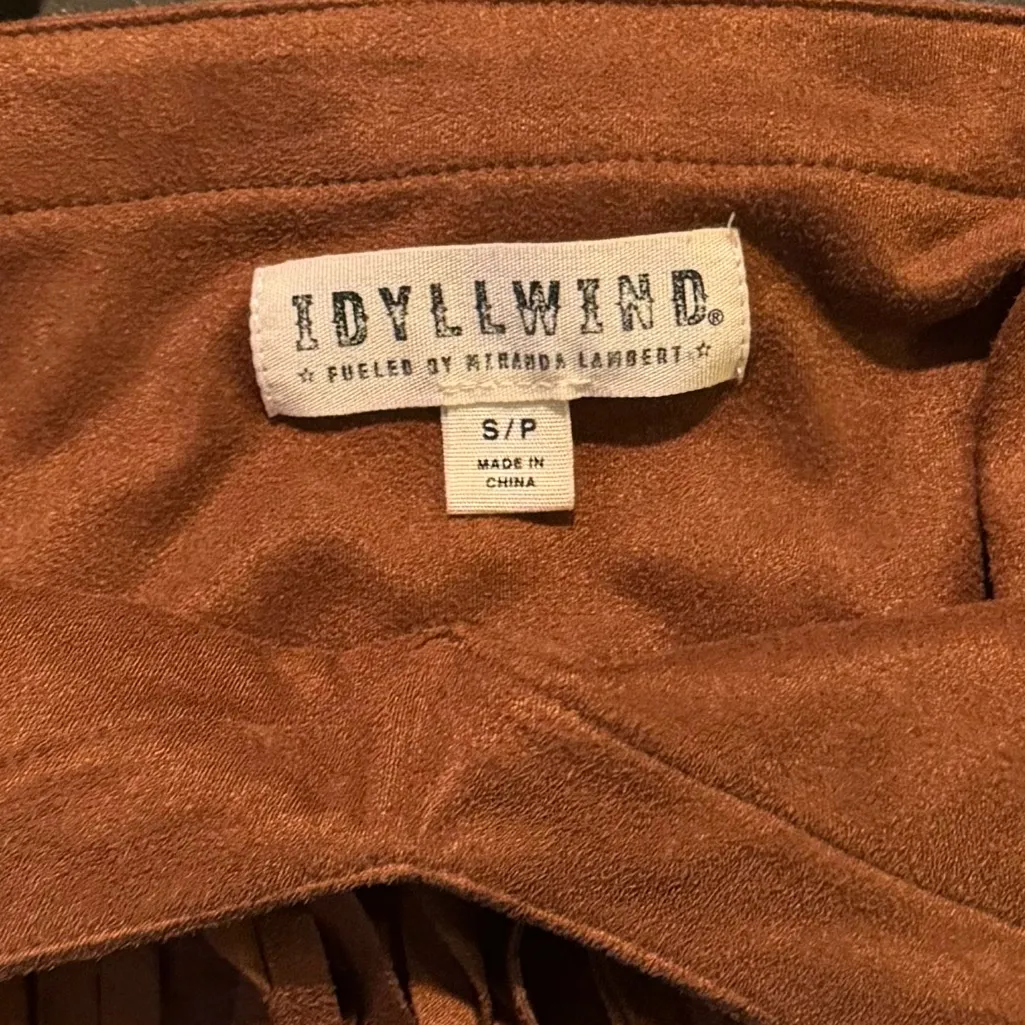 IDYLLWIND®
☆ FUELED BY MIRANDA LAMBERT ☆
S/P
MADE IN
CHINA